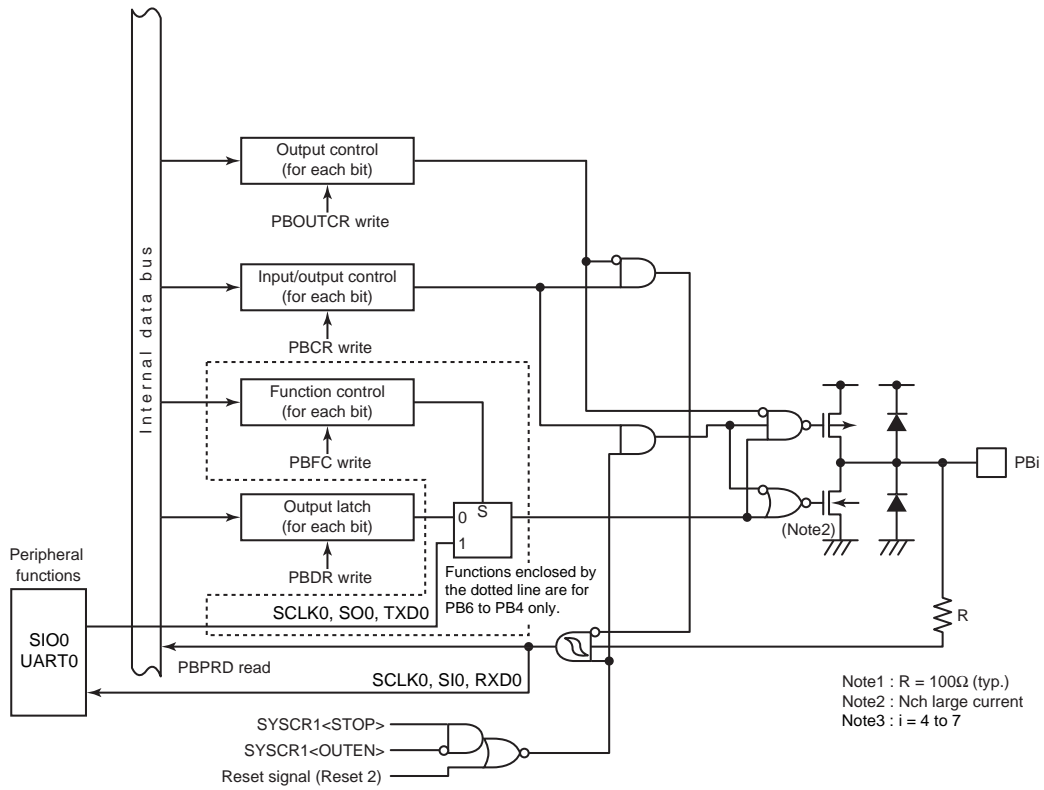 Internal data bus
Output control
(for each bit)
PBOUTCR write
Input/output control
(for each bit)
PBCR write
Function control
(for each bit)
PBFC write
Output latch
(for each bit)
PBDR write
0
S
1
Functions enclosed by
the dotted line are for
PB6 to PB4 only.
Peripheral
functions
SIO0
UART0
SCLK0, SO0, TXD0
PBPRD read
SCLK0, SI0, RXD0
SYSCR1<STOP>
SYSCR1<OUTEN>
Reset signal (Reset 2)
(Note2)
PBi
R
Note1 : R = 100Ω (typ.)
Note2 : Nch large current
Note3 : i = 4 to 7